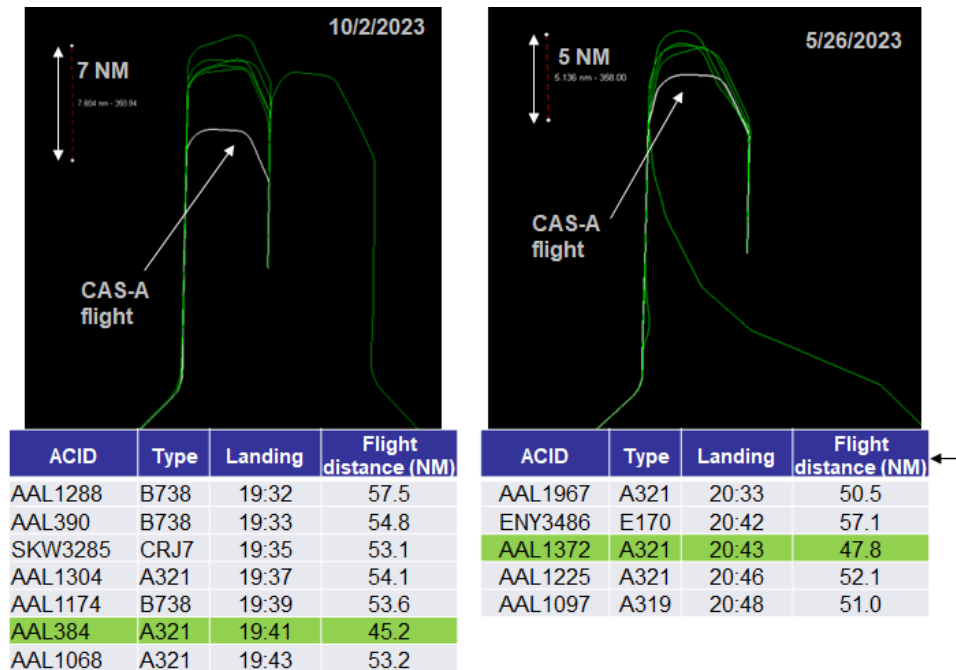 10/2/2023
7 NM
7.664 nm - 358.94
CAS-A
flight
ACID Type Landing Flight distance (NM)
AAL1288 B738 19:32 57.5
AAL390 B738 19:33 54.8
SKW3285 CRJ7 19:35 53.1
AAL1304 A321 19:37 54.1
AAL1174 B738 19:39 53.6
AAL384 A321 19:41 45.2
AAL1068 A321 19:43 53.2
5/26/2023
5 NM
5.136 nm - 358.00
CAS-A
flight
ACID Type Landing Flight distance (NM)
AAL1967 A321 20:33 50.5
ENY3486 E170 20:42 57.1
AAL1372 A321 20:43 47.8
AAL1225 A321 20:46 52.1
AAL1097 A319 20:48 51.0